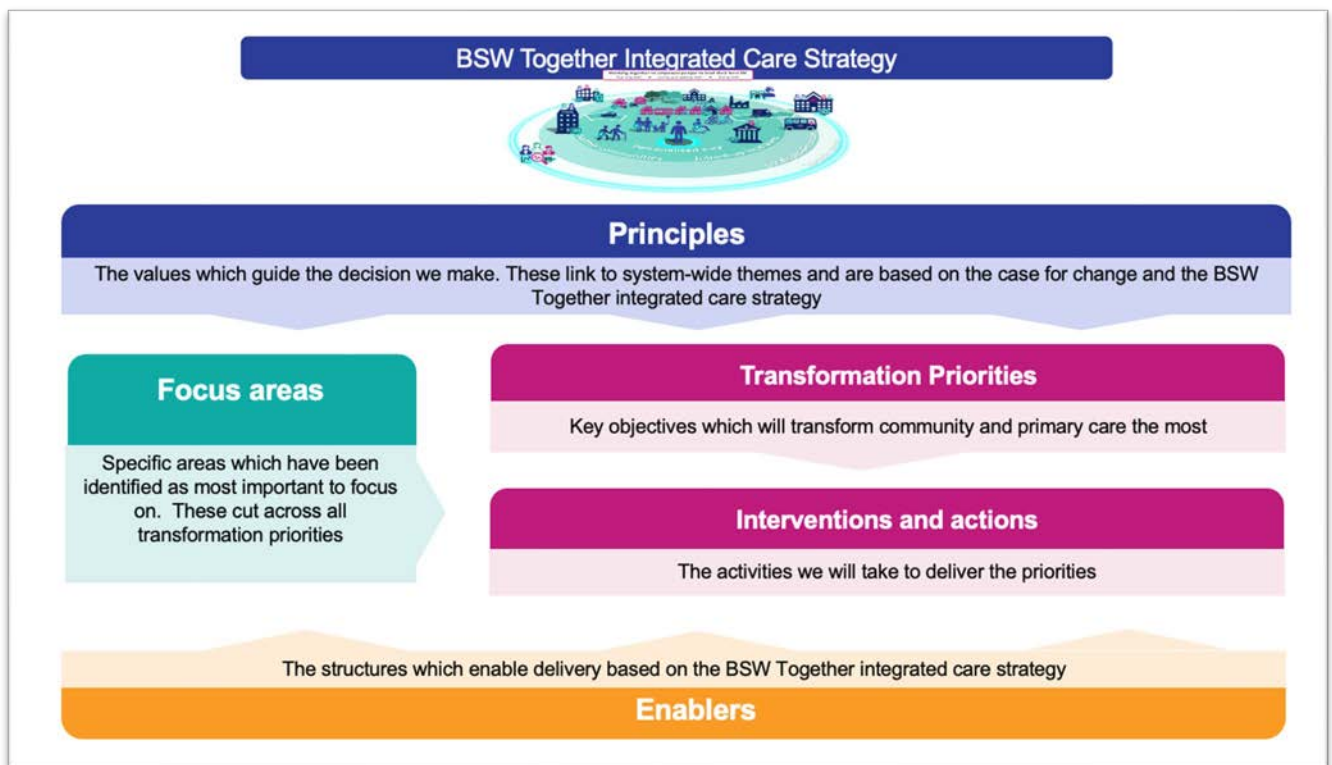 BSW Together Integrated Care Strategy
Principles
The values which guide the decision we make. These link to system-wide themes and are based on the case for change and the BSW
Together integrated care strategy
Focus areas
Specific areas which have been
identified as most important to focus
on. These cut across all
transformation priorities
Transformation Priorities
Key objectives which will transform community and primary care the most
Interventions and actions
The activities we will take to deliver the priorities
The structures which enable delivery based on the BSW Together integrated care strategy
Enablers